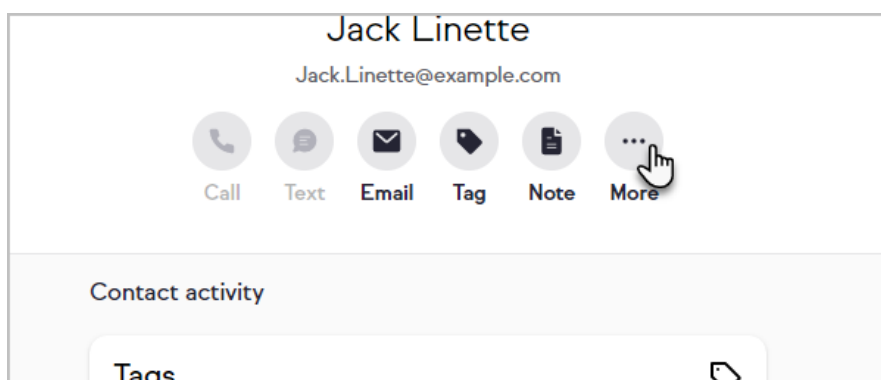 Jack Linette
Jack.Linette@example.com
Call Text Email Tag Note More
Contact activity
Tags